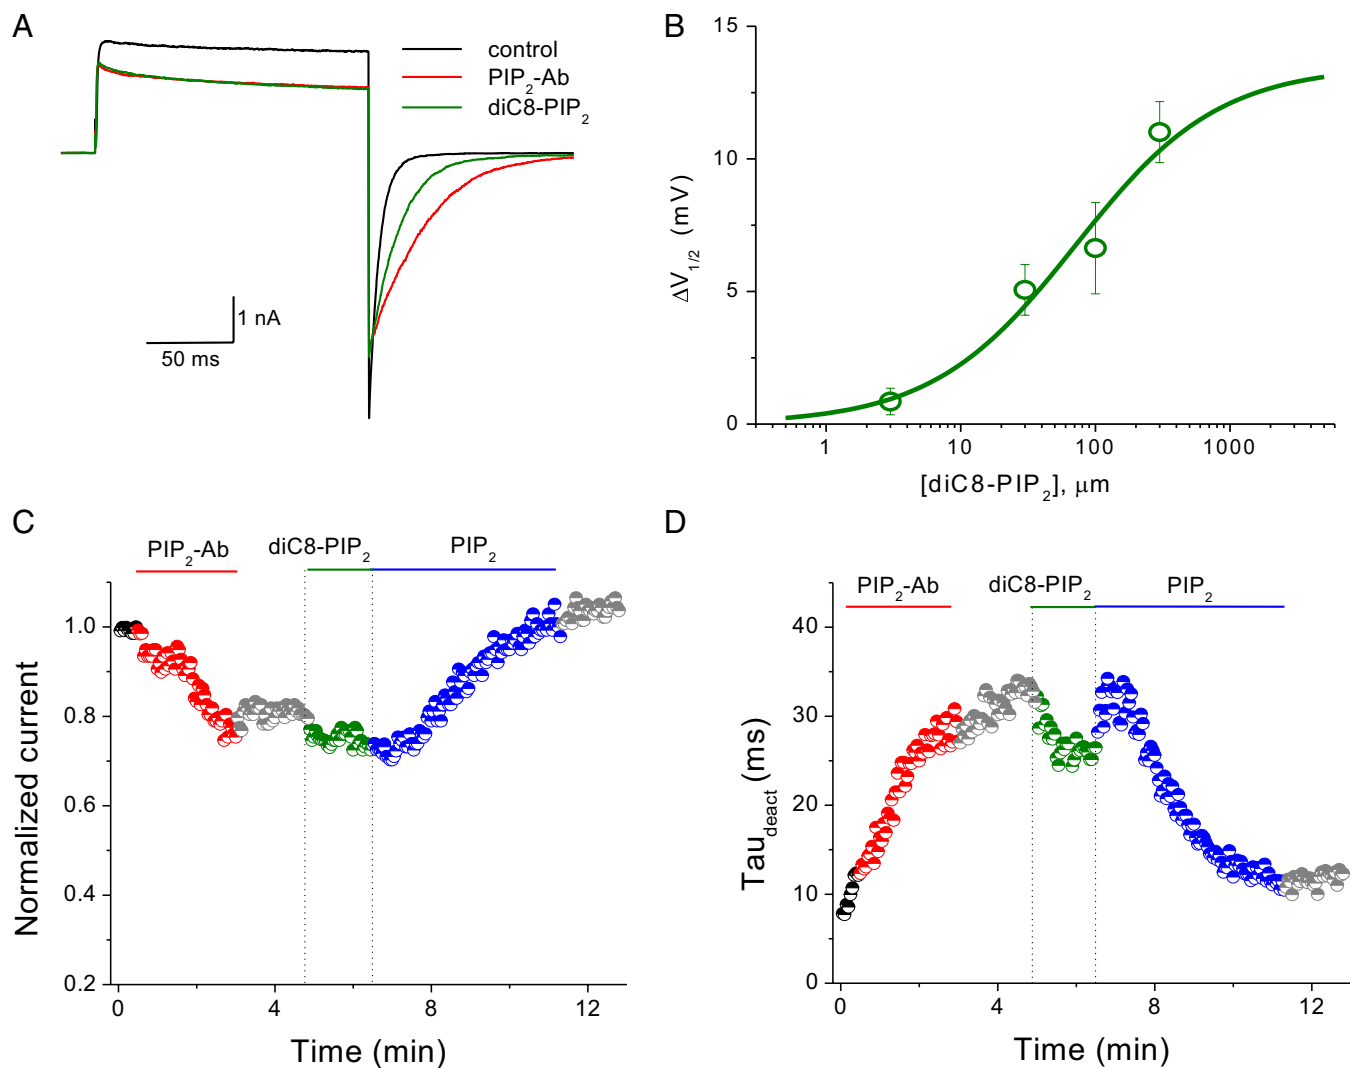 A
control
PIP2-Ab
diC8-PIP2
1 nA
50 ms
B
15
10
5
0
ΔV1/2 (mV)
1 10 100 1000
[diC8-PIP2], μm
C
PIP2-Ab diC8-PIP2 PIP2
1.0
0.8
0.6
0.4
0.2
Normalized current
0 4 8 12
Time (min)
D
PIP2-Ab diC8-PIP2 PIP2
40
30
20
10
0
Taudeact (ms)
0 4 8 12
Time (min)